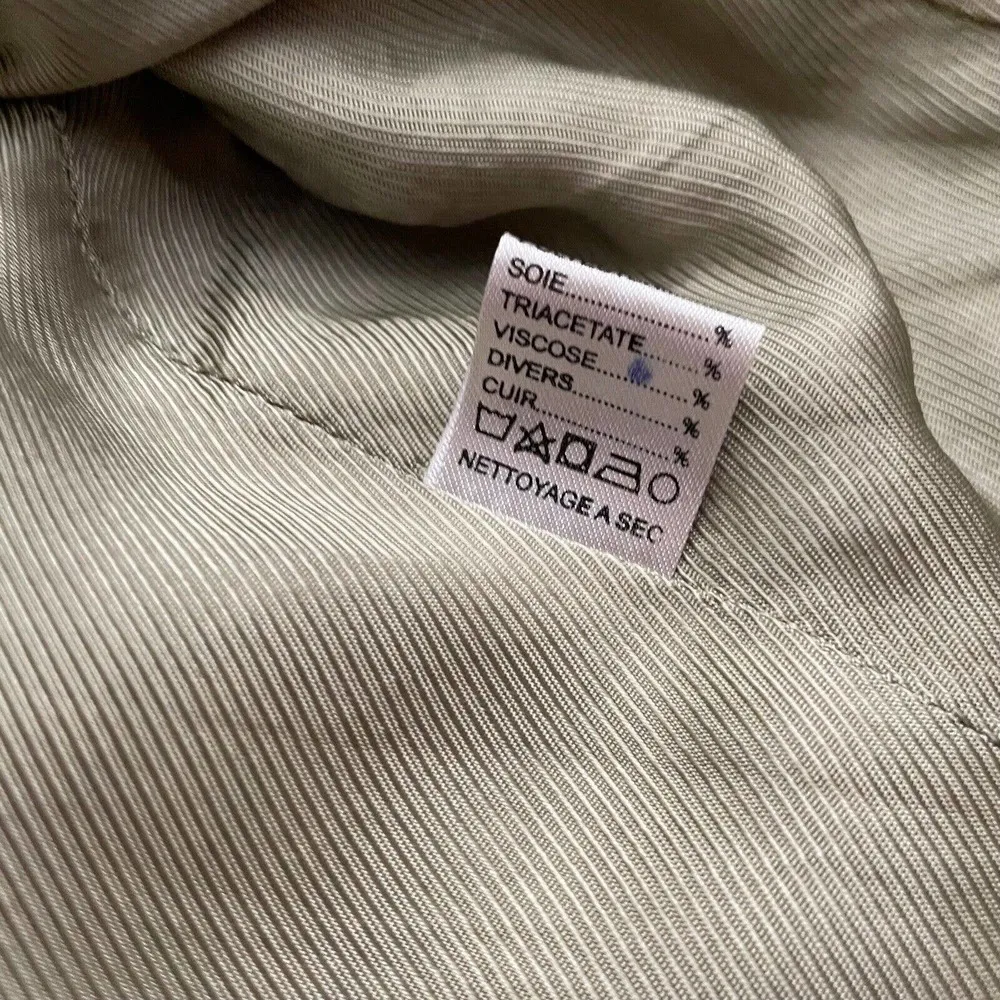 SOIE..............................%
TRIACETATE..............%
VISCOSE....................%
DIVERS.......................%
CUIR............................%
NETTOYAGE A SEC